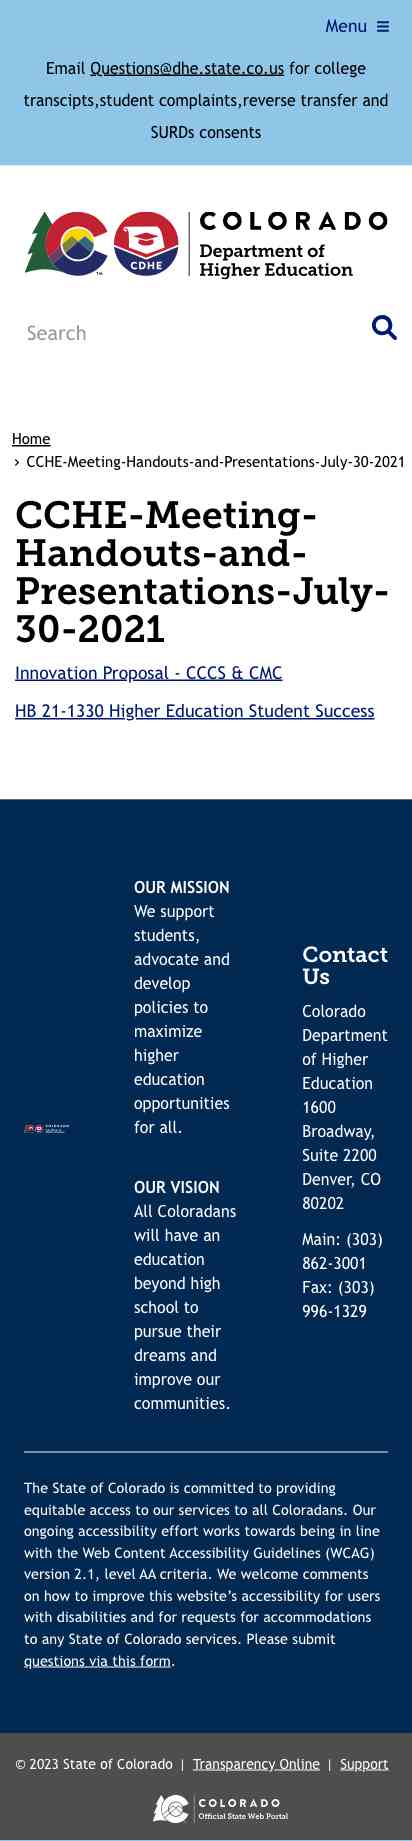 Menu
Email Questions@dhe.state.co.us for college
transcipts,student complaints,reverse transfer and
SURDs consents
COLORADO
CDHE
Department of
Higher Education
Search
Home
› CCHE-Meeting-Handouts-and-Presentations-July-30-2021
CCHE-Meeting-
Handouts-and-
Presentations-July-
30-2021
Innovation Proposal - CCCS & CMC
HB 21-1330 Higher Education Student Success
OUR MISSION
We support
students,
advocate and
develop
policies to
maximize
higher
education
opportunities
for all.
OUR VISION
All Coloradans
will have an
education
beyond high
school to
pursue their
dreams and
improve our
communities.
Contact
Us
Colorado
Department
of Higher
Education
1600
Broadway,
Suite 2200
Denver, CO
80202
Main: (303)
862-3001
Fax: (303)
996-1329
The State of Colorado is committed to providing
equitable access to our services to all Coloradans. Our
ongoing accessibility effort works towards being in line
with the Web Content Accessibility Guidelines (WCAG)
version 2.1, level AA criteria. We welcome comments
on how to improve this website's accessibility for users
with disabilities and for requests for accommodations
to any State of Colorado services. Please submit
questions via this form.
© 2023 State of Colorado | Transparency Online | Support
COLORADO
Official State Web Portal